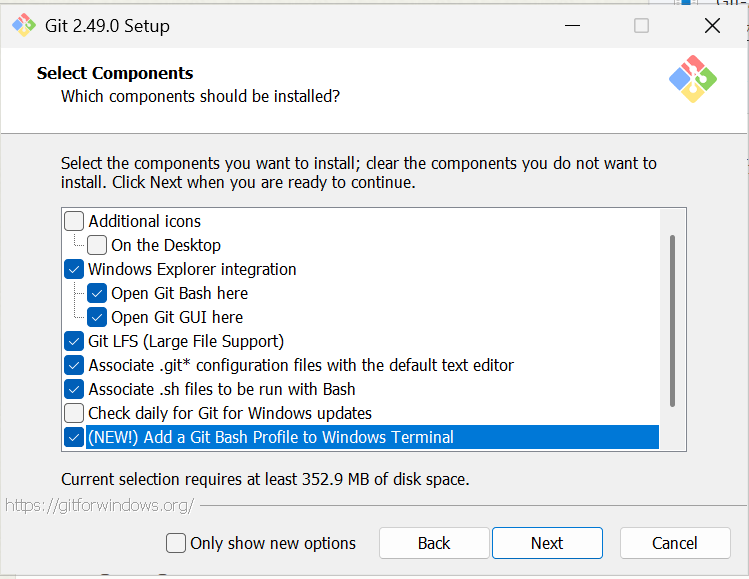 Git 2.49.0 Setup
Select Components
Which components should be installed?
Select the components you want to install; clear the components you do not want to
install. Click Next when you are ready to continue.
Additional icons
On the Desktop
Windows Explorer integration
Open Git Bash here
Open Git GUI here
Git LFS (Large File Support)
Associate .git* configuration files with the default text editor
Associate .sh files to be run with Bash
Check daily for Git for Windows updates
(NEW!) Add a Git Bash Profile to Windows Terminal
Current selection requires at least 352.9 MB of disk space.
https://gitforwindows.org/
Only show new options
Back
Next
Cancel